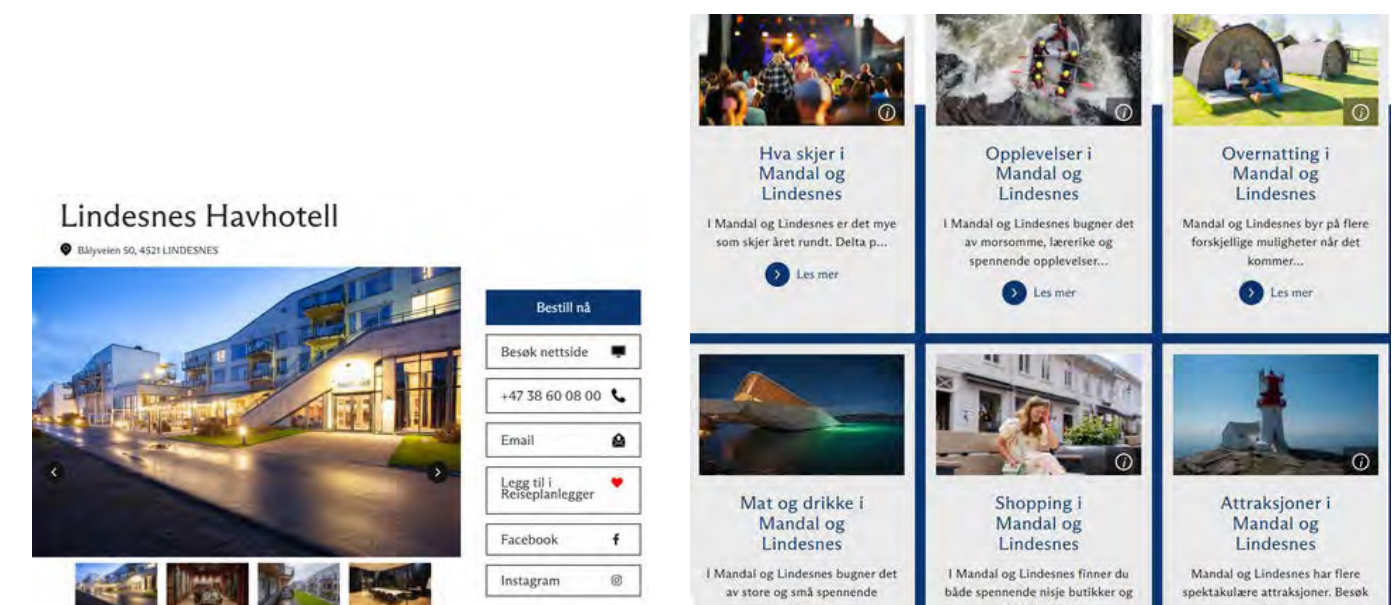 Lindesnes Havhotell
Bålyveien 50, 4521 LINDESNES
Bestill nå
Besøk nettside
+47 38 60 08 00
Email
Legg til i
Reiseplanlegger
Facebook
Instagram
Hva skjer i
Mandal og
Lindesnes
I Mandal og Lindesnes er det mye
som skjer året rundt. Delta p...
Les mer
Opplevelser i
Mandal og
Lindesnes
I Mandal og Lindesnes bugner det
av morsomme, lærerike og
spennende opplevelser...
Les mer
Overnatting i
Mandal og
Lindesnes
Mandal og Lindesnes byr på flere
forskjellige muligheter når det
kommer...
Les mer
Mat og drikke i
Mandal og
Lindesnes
I Mandal og Lindesnes bugner det
av store og små spennende
Shopping i
Mandal og
Lindesnes
I Mandal og Lindesnes finner du
både spennende nisje butikker og
Attraksjoner i
Mandal og
Lindesnes
Mandal og Lindesnes har flere
spektakulære attraksjoner. Besøk